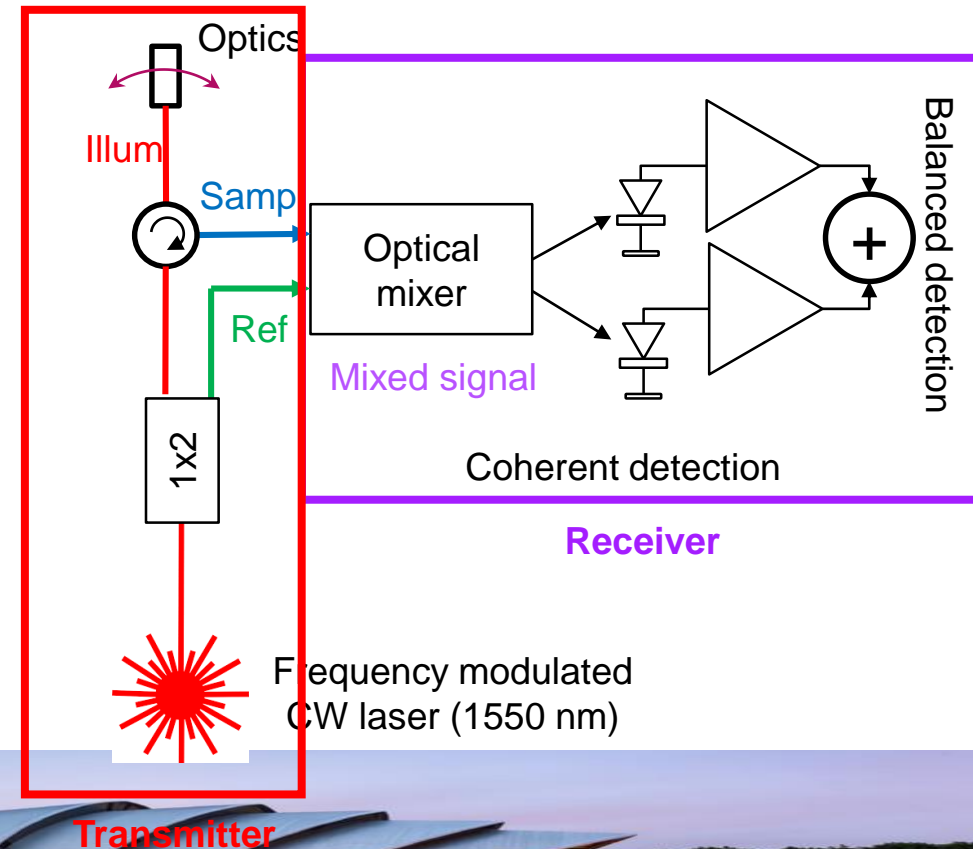 Optics
Illum
Samp
Ref
Optical
mixer
Mixed signal
+
Balanced detection
1x2
Coherent detection
Receiver
Frequency modulated
CW laser (1550 nm)
Transmitter